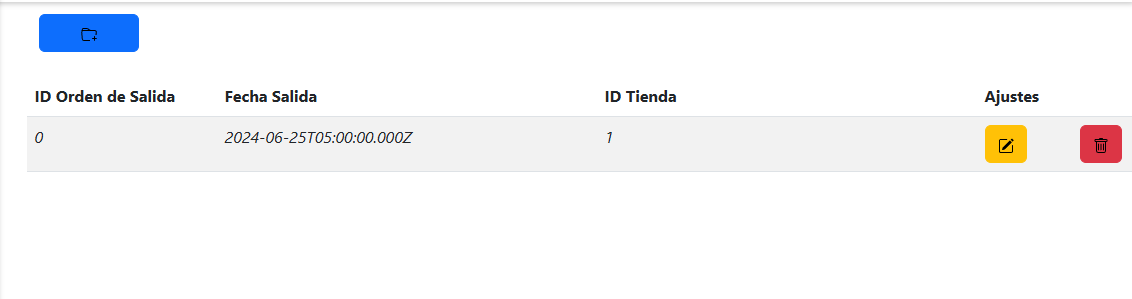 ID Orden de Salida Fecha Salida ID Tienda Ajustes
0 2024-06-25T05:00:00.000Z 1